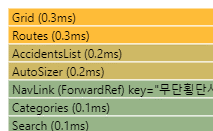 Grid (0.3ms)
Routes (0.3ms)
AccidentsList (0.2ms)
AutoSizer (0.2ms)
NavLink (ForwardRef) key="무단횡단사
Categories (0.1ms)
Search (0.1ms)